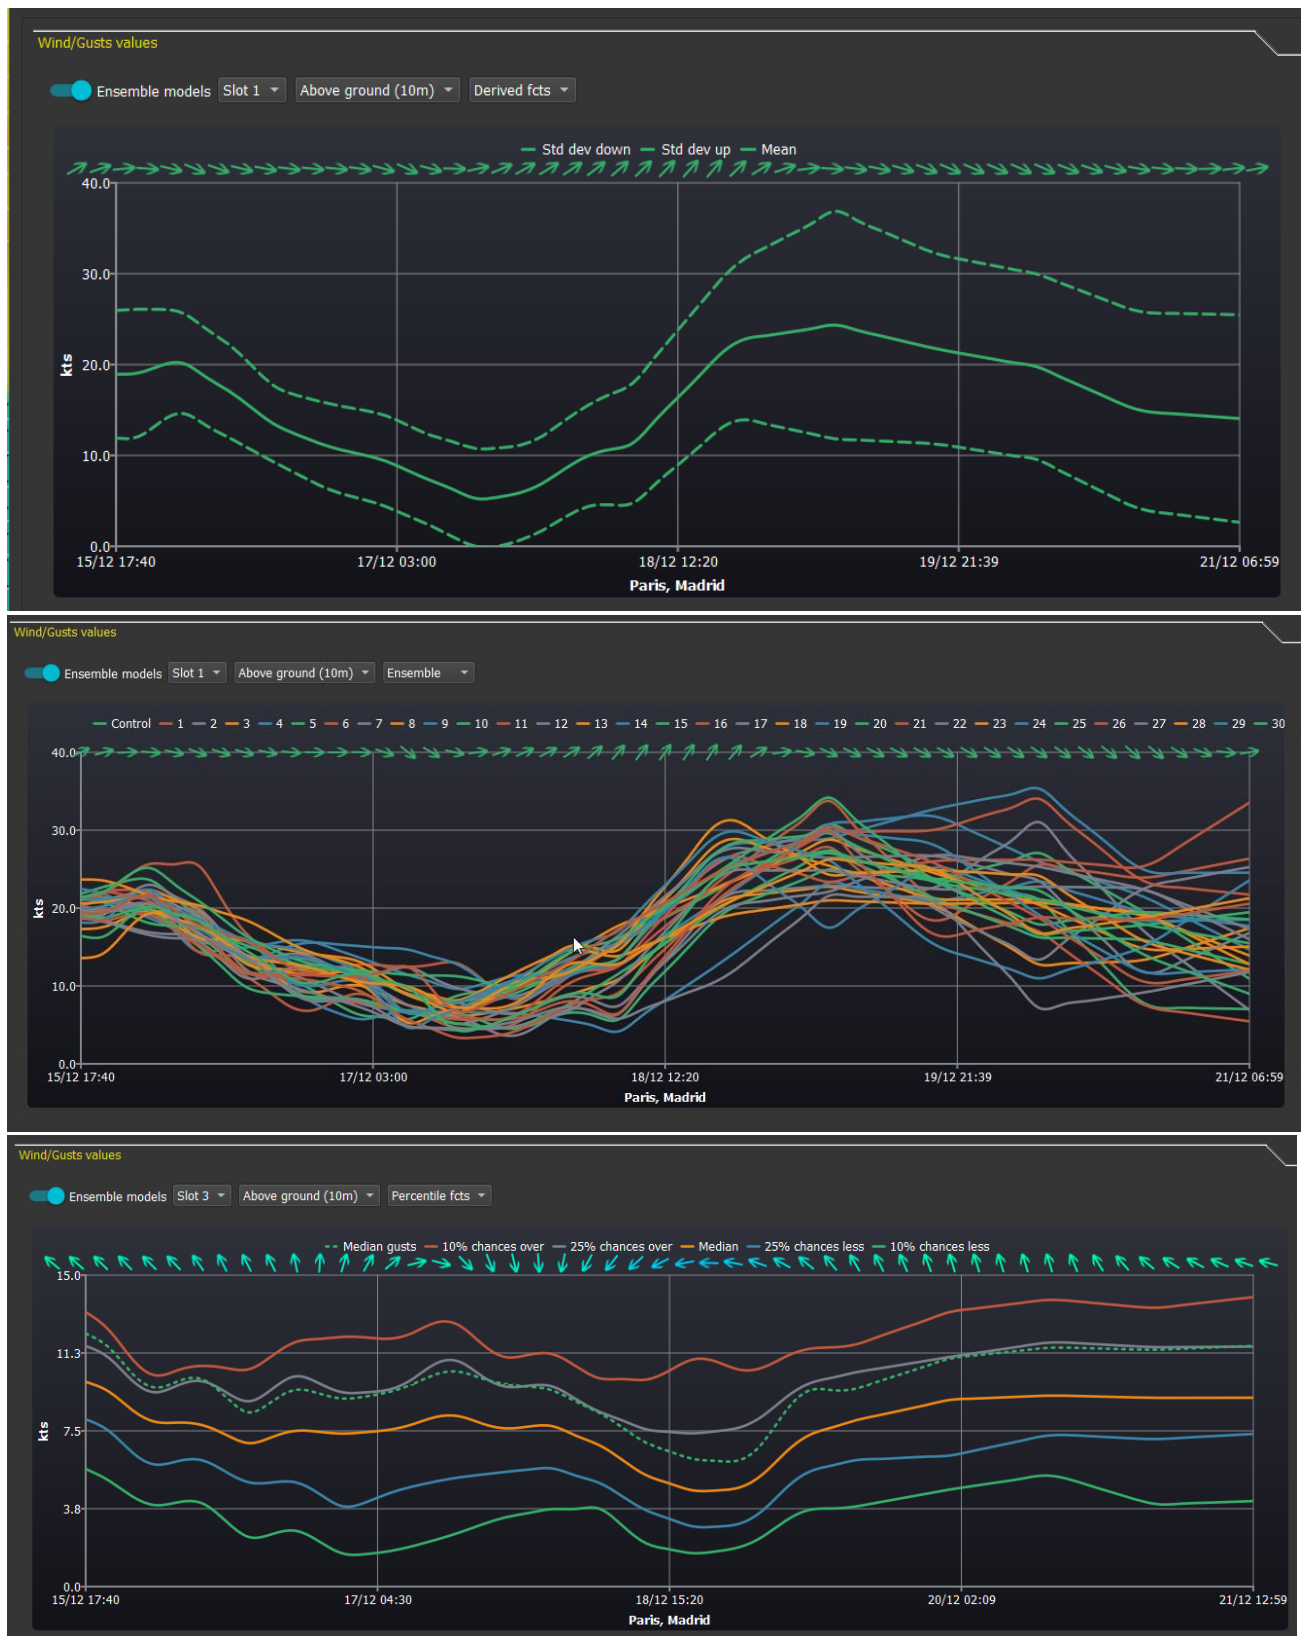 Wind/Gusts values
Ensemble models Slot 1 Above ground (10m) Derived fcts
Std dev down Std dev up Mean
40.0
30.0
kts
20.0
10.0
0.0
15/12 17:40 17/12 03:00 18/12 12:20 19/12 21:39 21/12 06:59
Paris, Madrid
Wind/Gusts values
Ensemble models Slot 1 Above ground (10m) Ensemble
Control 1 2 3 4 5 6 7 8 9 10 11 12 13 14 15 16 17 18 19 20 21 22 23 24 25 26 27 28 29 30
40.0
30.0
kts
20.0
10.0
0.0
15/12 17:40 17/12 03:00 18/12 12:20 19/12 21:39 21/12 06:59
Paris, Madrid
Wind/Gusts values
Ensemble models Slot 3 Above ground (10m) Percentile fcts
Median gusts 10% chances over 25% chances over Median 25% chances less 10% chances less
15.0
11.3
7.5
kts
3.8
0.0
15/12 17:40 17/12 04:30 18/12 15:20 20/12 02:09 21/12 12:59
Paris, Madrid